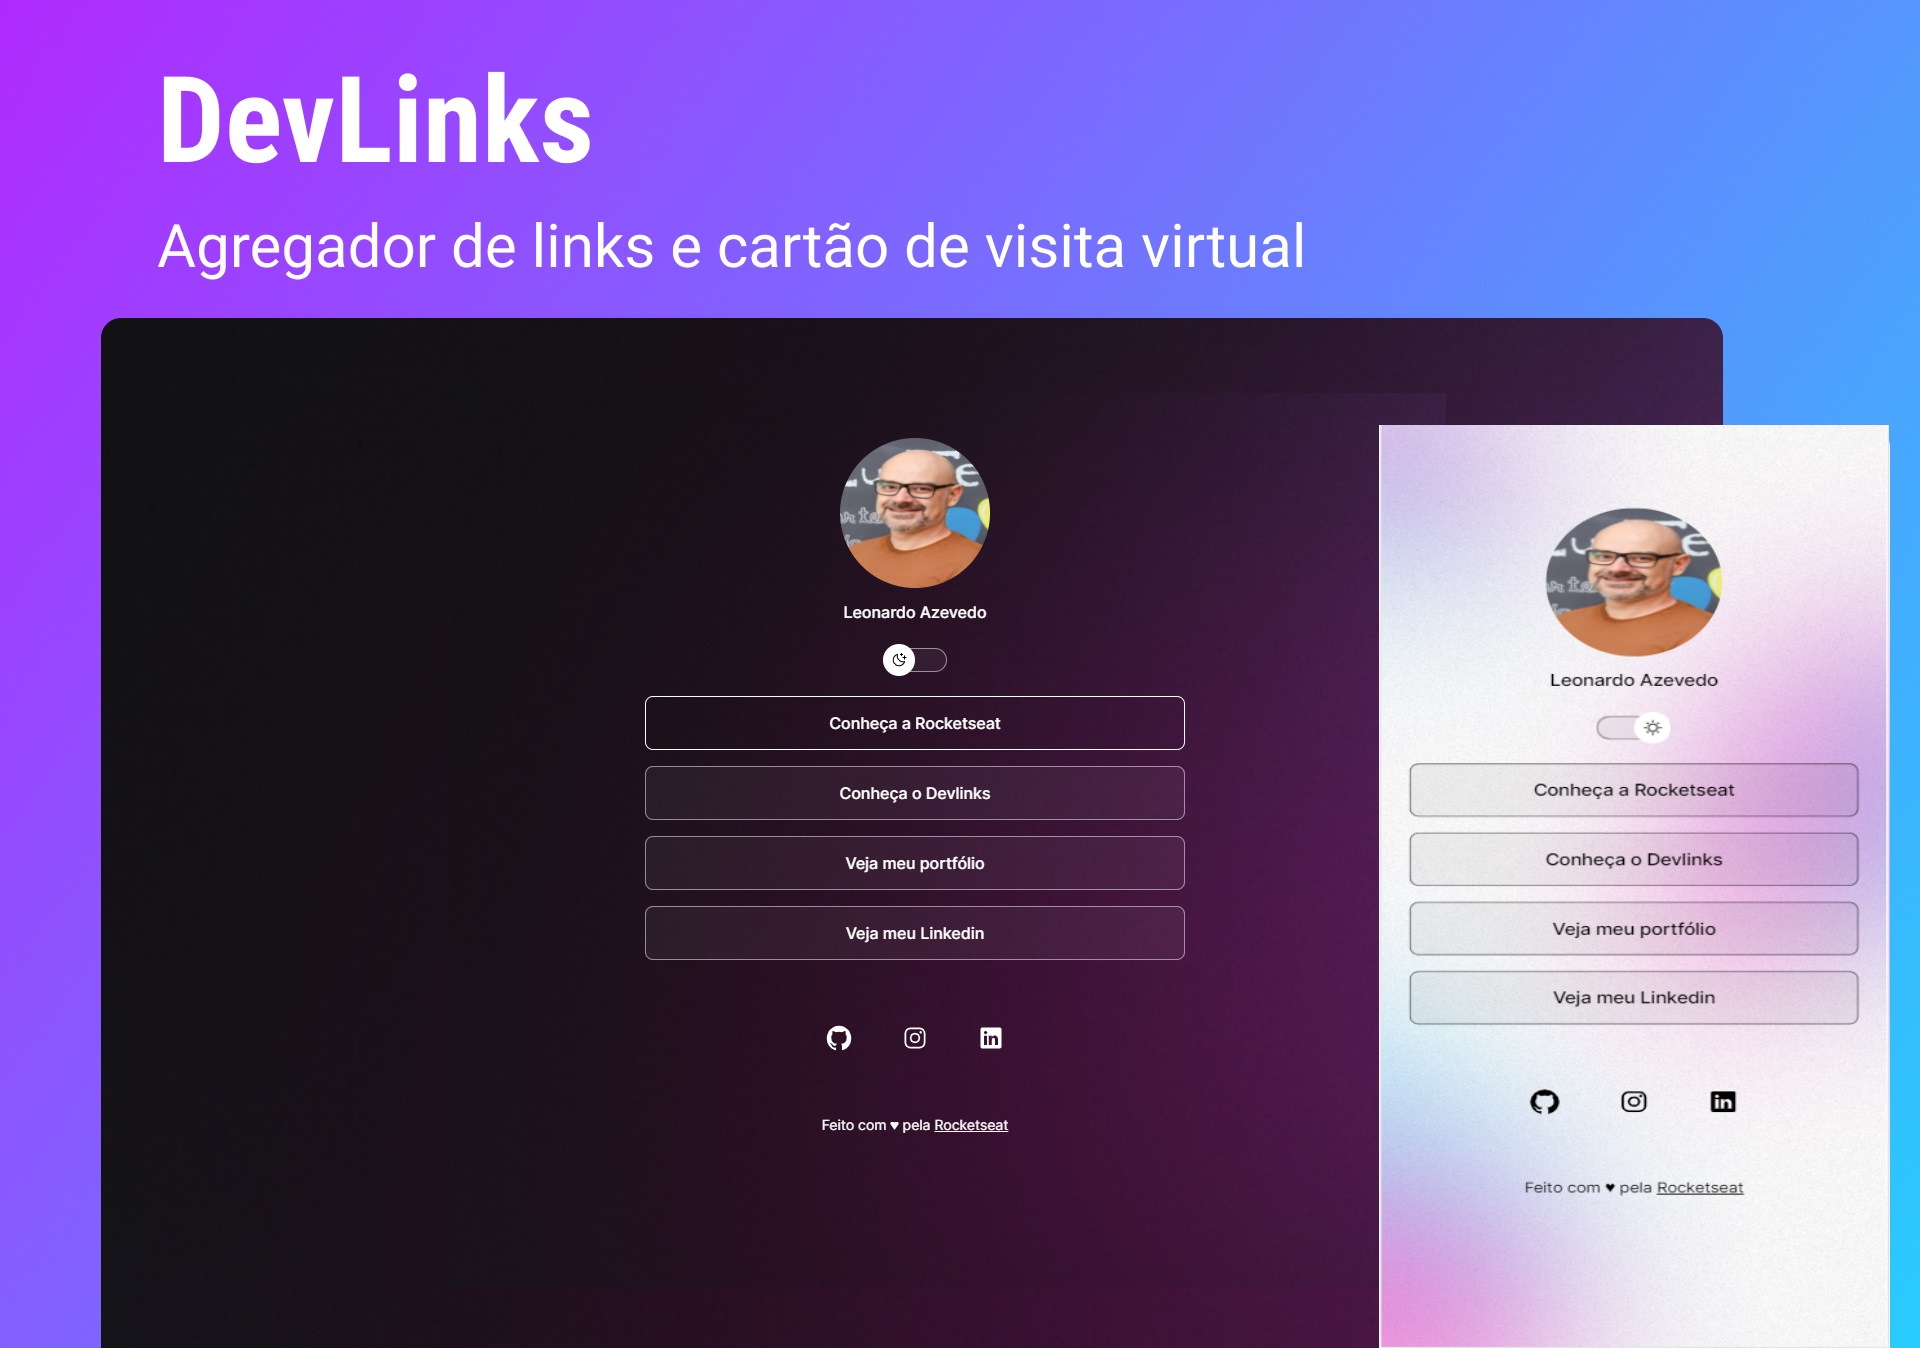 DevLinks
Agregador de links e cartão de visita virtual
Leonardo Azevedo
Conheça a Rocketseat
Conheça o Devlinks
Veja meu portfólio
Veja meu Linkedin
in
Feito com ♥ pela Rocketseat
Leonardo Azevedo
Conheça a Rocketseat
Conheça o Devlinks
Veja meu portfólio
Veja meu Linkedin
in
Feito com ♥ pela Rocketseat